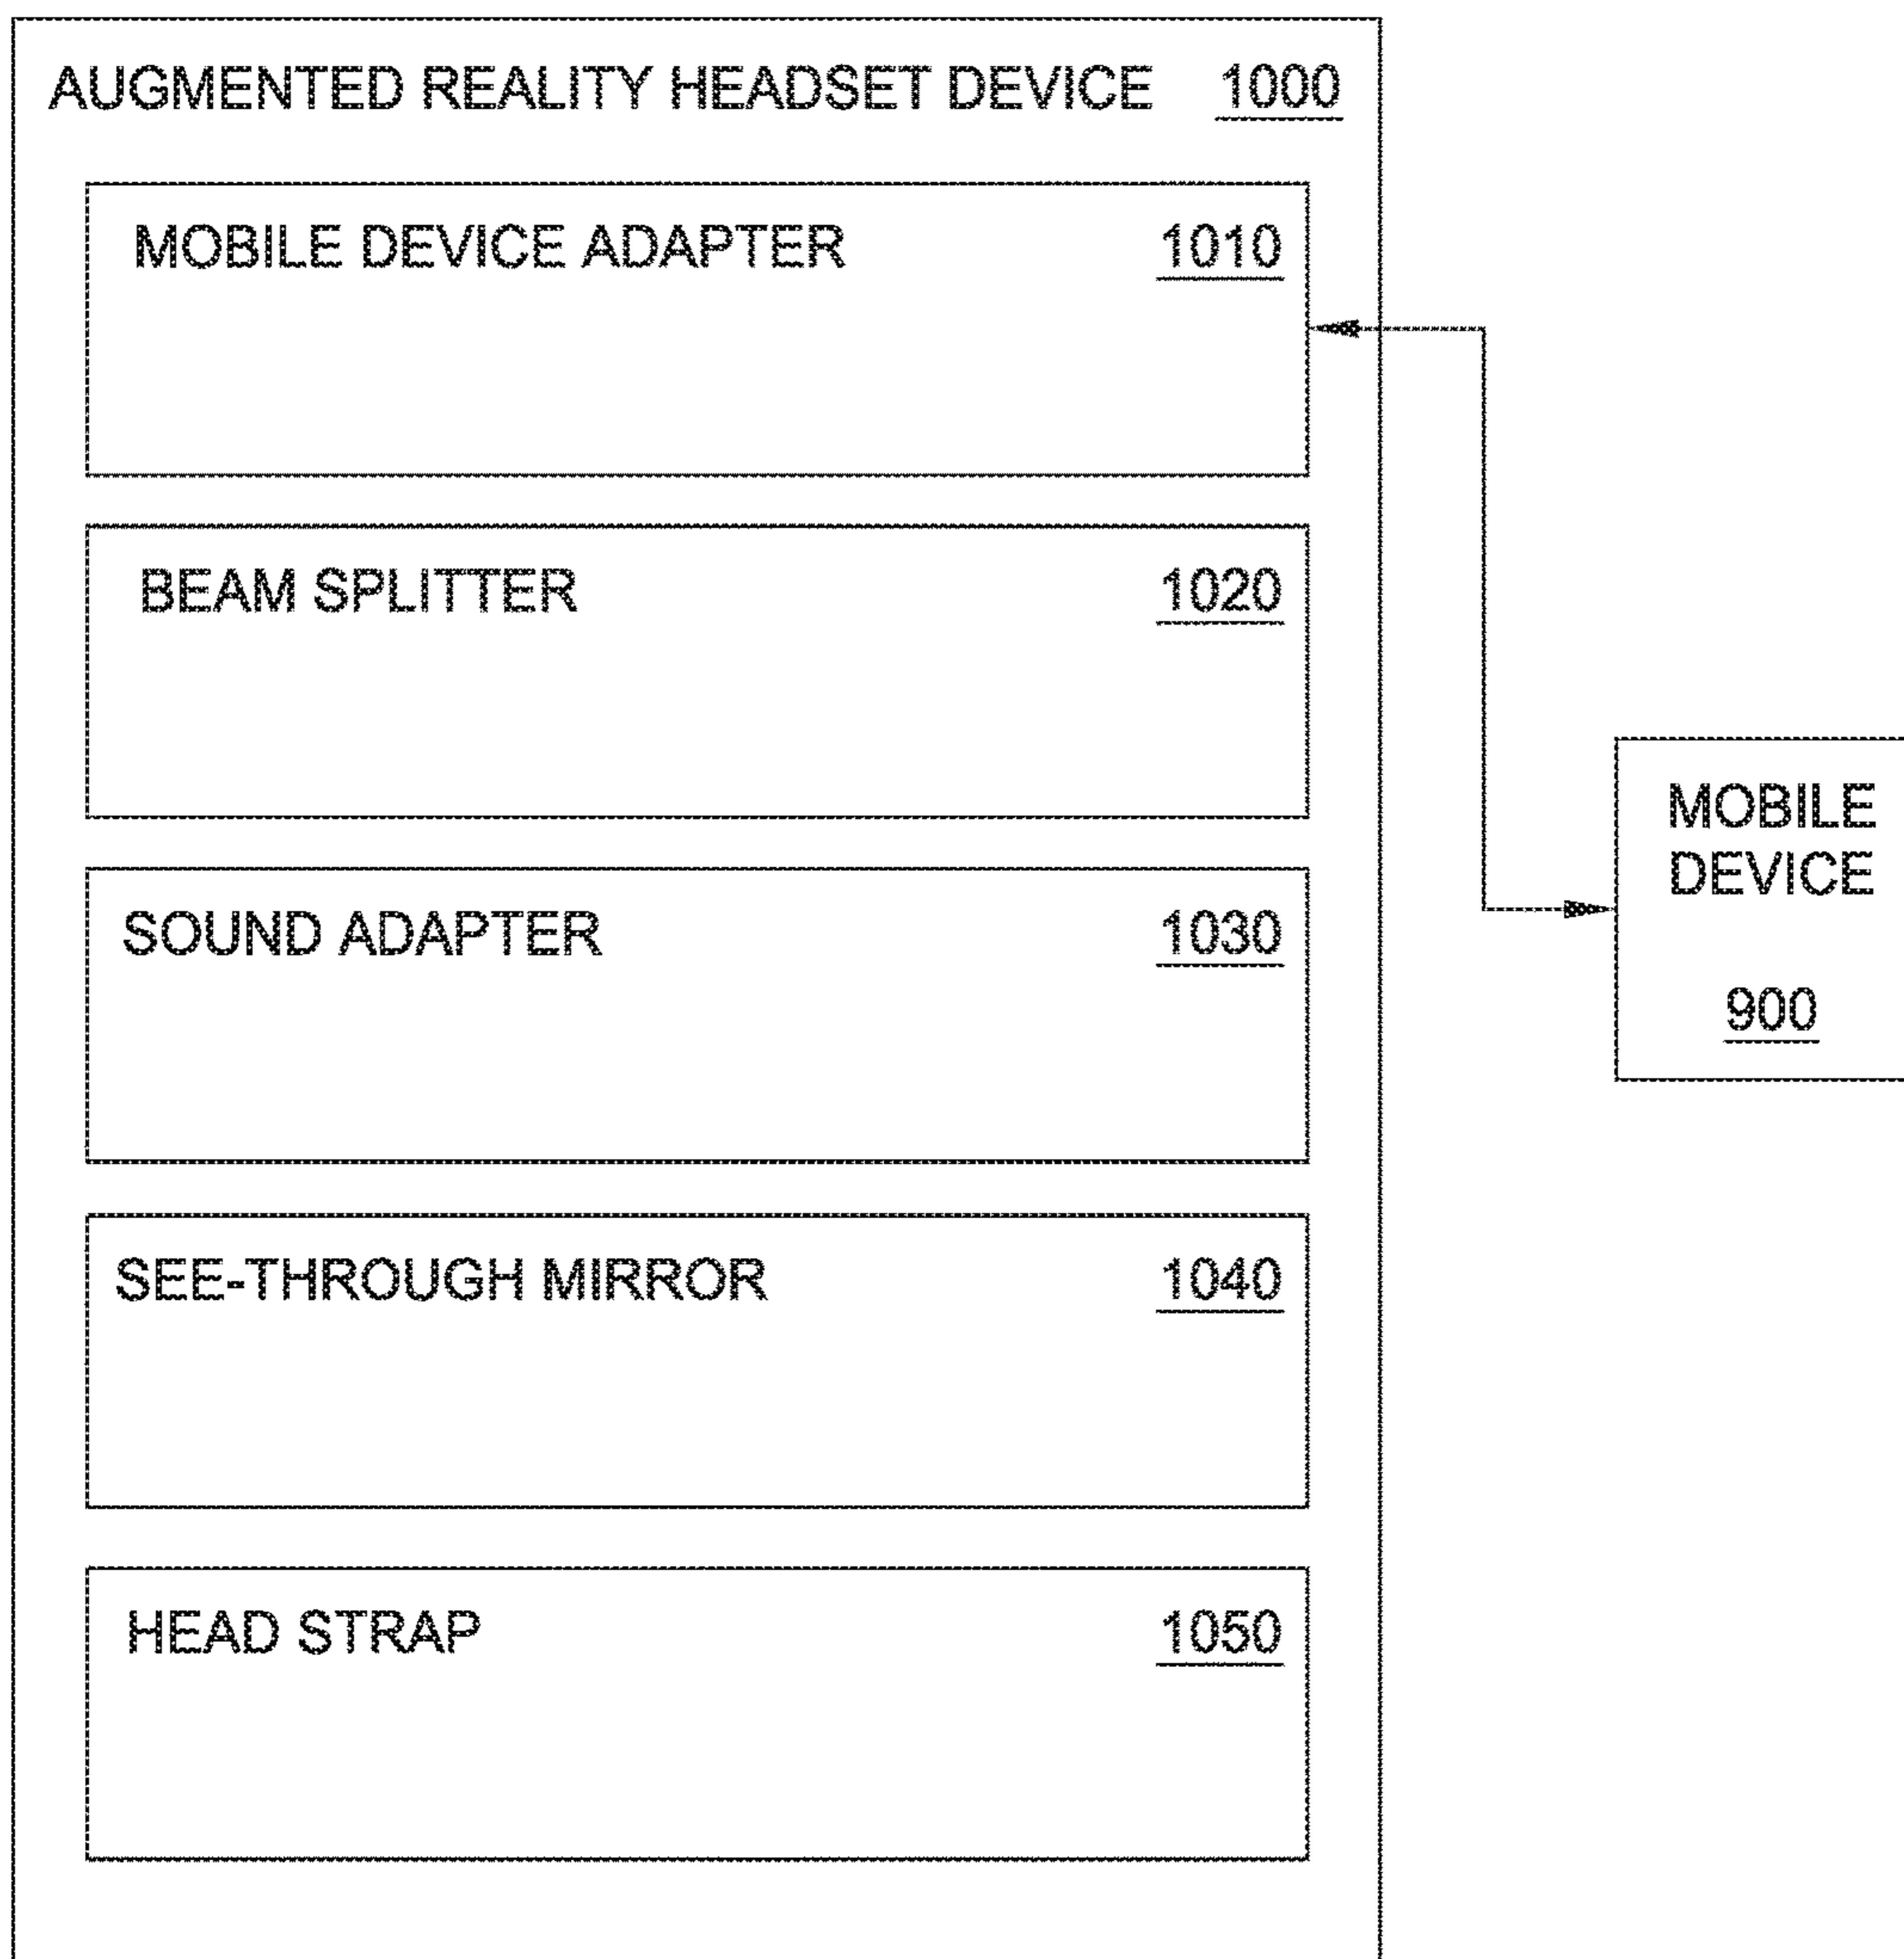 AUGMENTED REALITY HEADSET DEVICE 1000
MOBILE DEVICE ADAPTER 1010
BEAM SPLITTER 1020
SOUND ADAPTER 1030
SEE-THROUGH MIRROR 1040
HEAD STRAP 1050
MOBILE
DEVICE
900